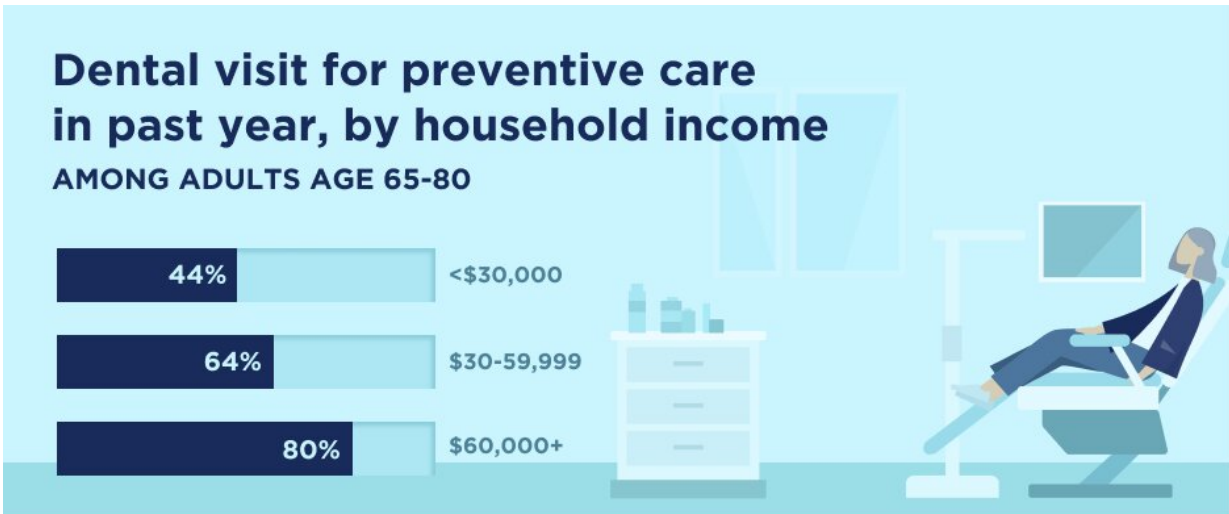 Dental visit for preventive care
in past year, by household income
AMONG ADULTS AGE 65-80
44% <$30,000
64% $30-59,999
80% $60,000+